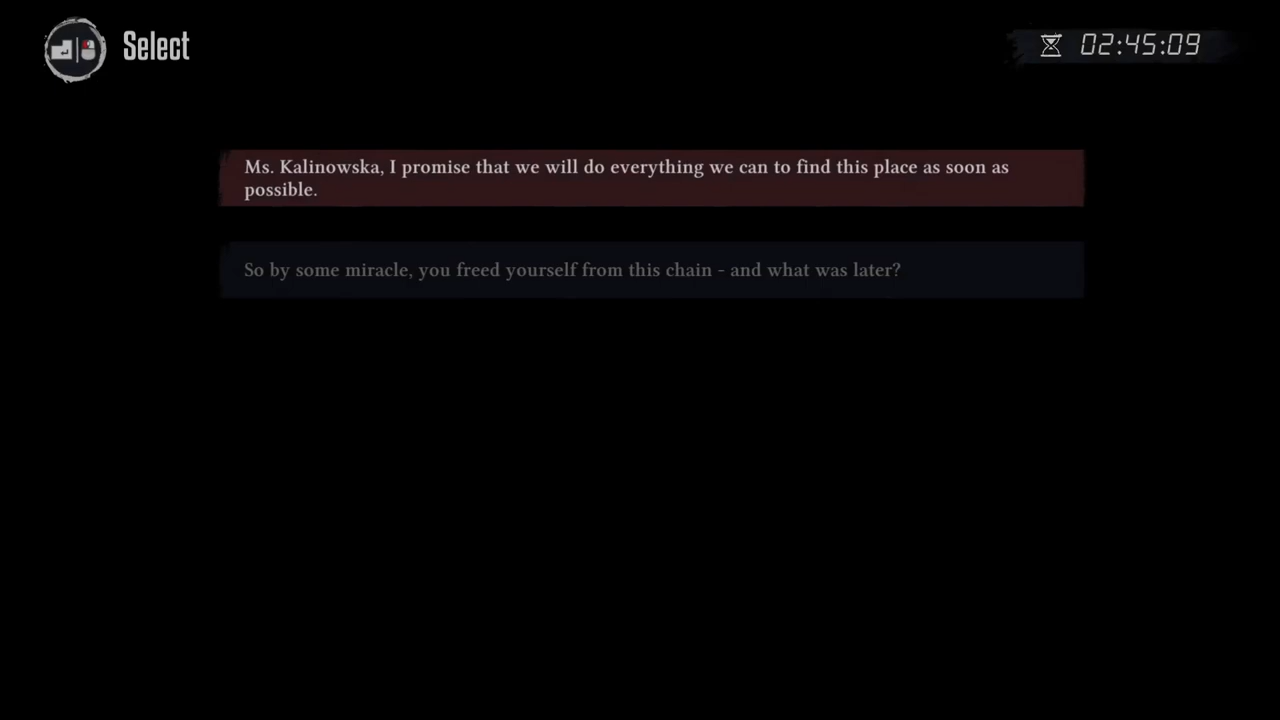 Select
02:45:09
Ms. Kalinowska, I promise that we will do everything we can to find this place as soon as
possible.
So by some miracle, you freed yourself from this chain - and what was later?